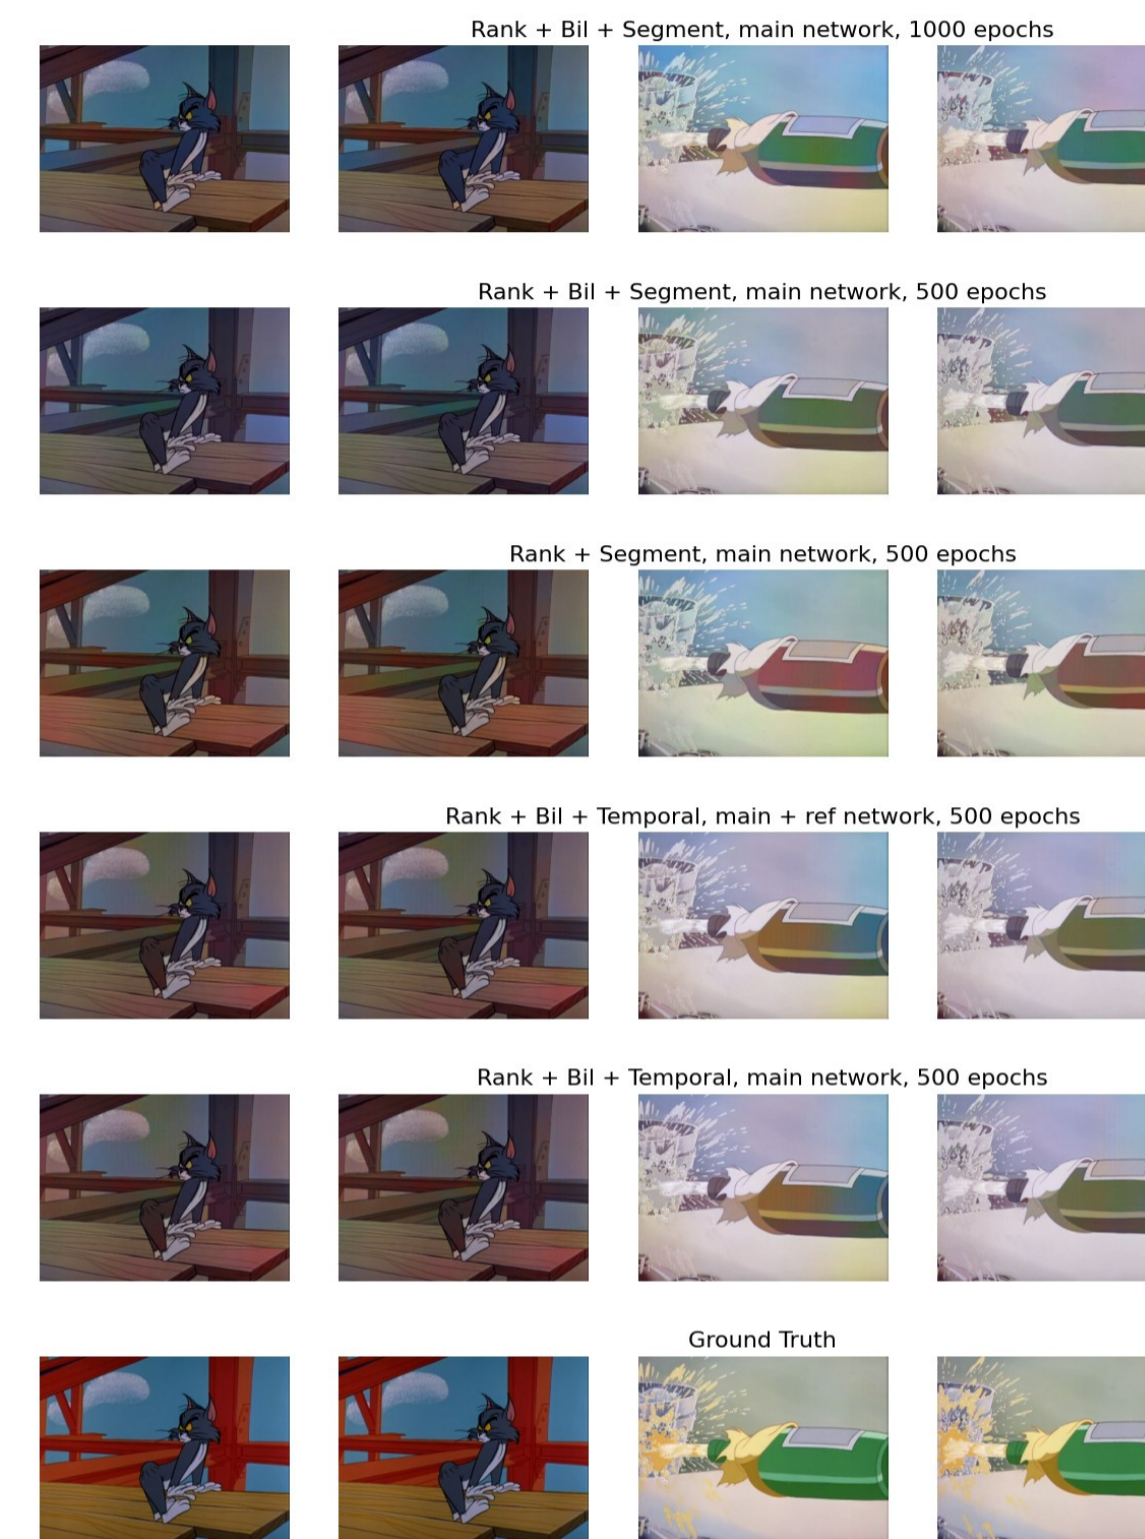 Rank + Bil + Segment, main network, 1000 epochs
Rank + Bil + Segment, main network, 500 epochs
Rank + Segment, main network, 500 epochs
Rank + Bil + Temporal, main + ref network, 500 epochs
Rank + Bil + Temporal, main network, 500 epochs
Ground Truth